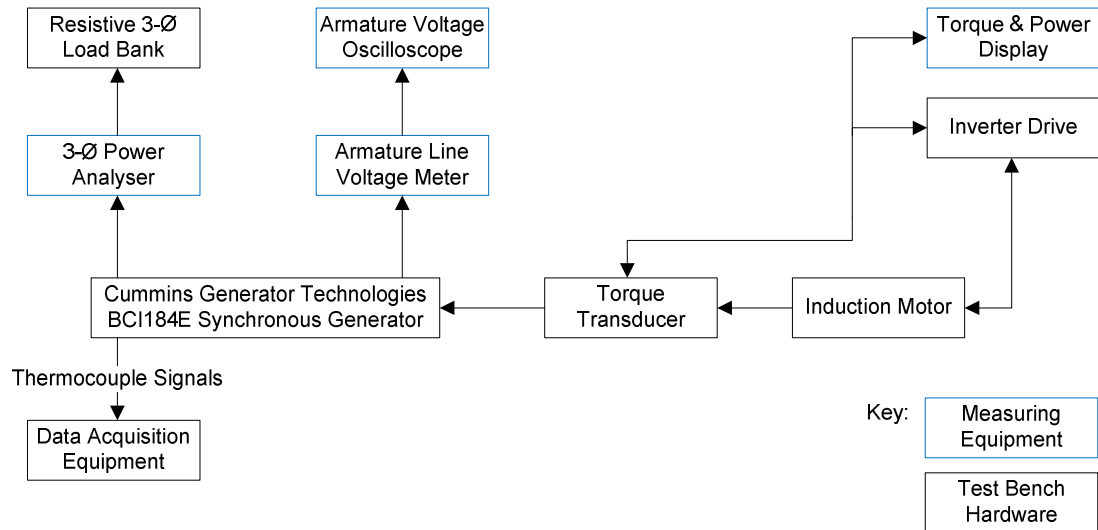 Resistive 3-Ø
Load Bank
Armature Voltage
Oscilloscope
Torque & Power
Display
3-Ø Power
Analyser
Armature Line
Voltage Meter
Inverter Drive
Cummins Generator Technologies
BCI184E Synchronous Generator
Torque
Transducer
Induction Motor
Thermocouple Signals
Data Acquisition
Equipment
Key:
Measuring
Equipment
Test Bench
Hardware